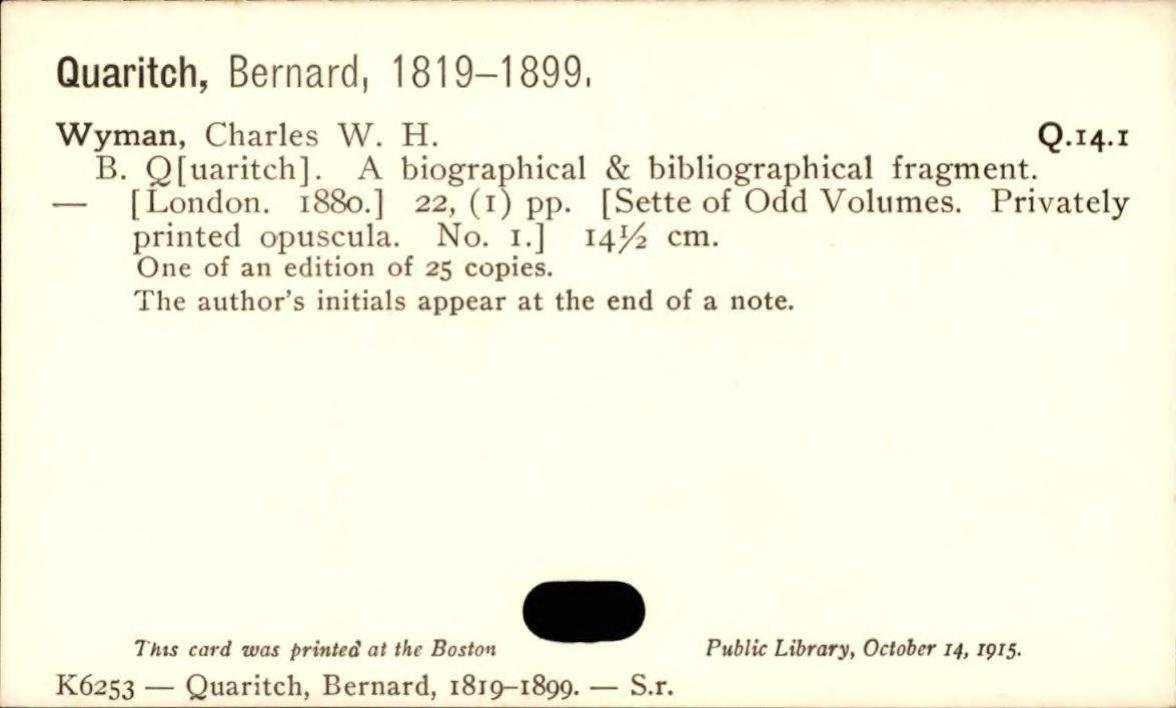 Quaritch, Bernard, 1819–1899.
Wyman, Charles W. H. Q.14.1
B. Q[uaritch]. A biographical & bibliographical fragment.
— [London. 1880.] 22, (1) pp. [Sette of Odd Volumes. Privately
printed opuscula. No. 1.] 14½ cm.
One of an edition of 25 copies.
The author's initials appear at the end of a note.
This card was printed at the Boston Public Library, October 14, 1915.
K6253 — Quaritch, Bernard, 1819–1899. — S.r.